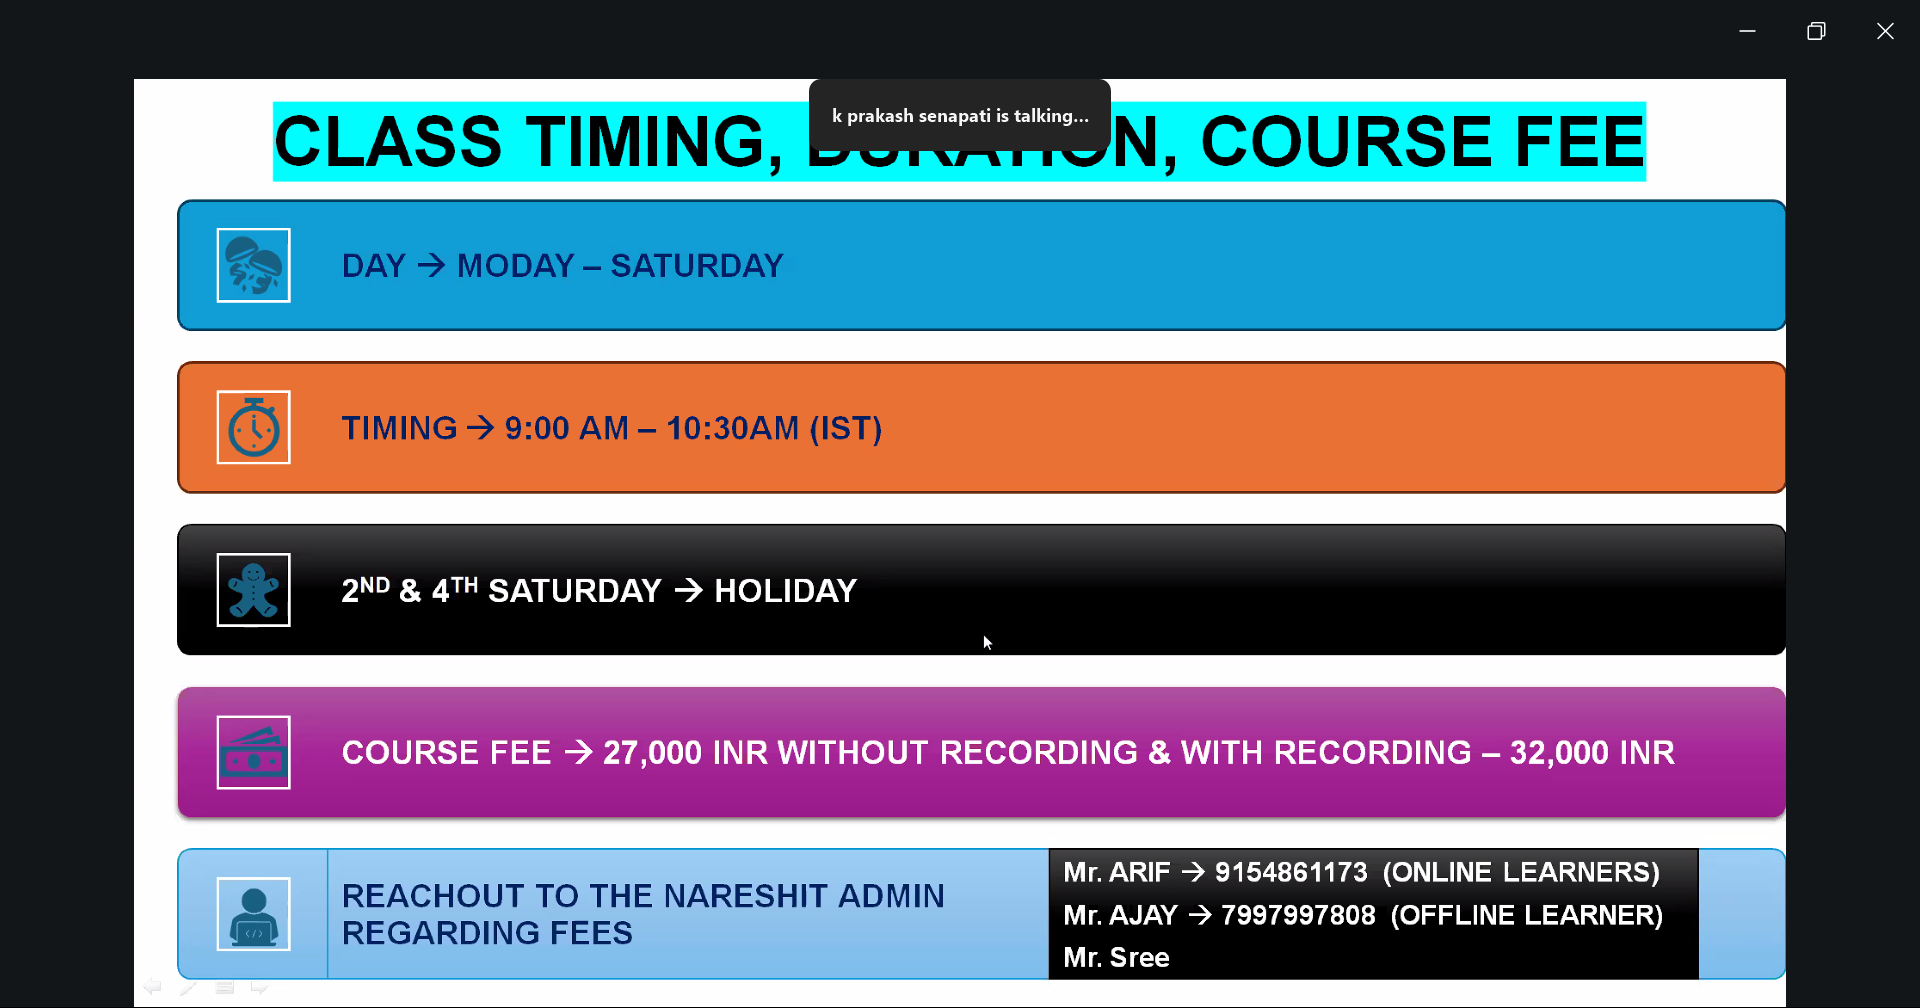 k prakash senapati is talking...
CLASS TIMING, DURATION, COURSE FEE
DAY → MODAY – SATURDAY
TIMING → 9:00 AM – 10:30AM (IST)
2ND & 4TH SATURDAY → HOLIDAY
COURSE FEE → 27,000 INR WITHOUT RECORDING & WITH RECORDING – 32,000 INR
REACHOUT TO THE NARESHIT ADMIN
REGARDING FEES
Mr. ARIF → 9154861173 (ONLINE LEARNERS)
Mr. AJAY → 7997997808 (OFFLINE LEARNER)
Mr. Sree